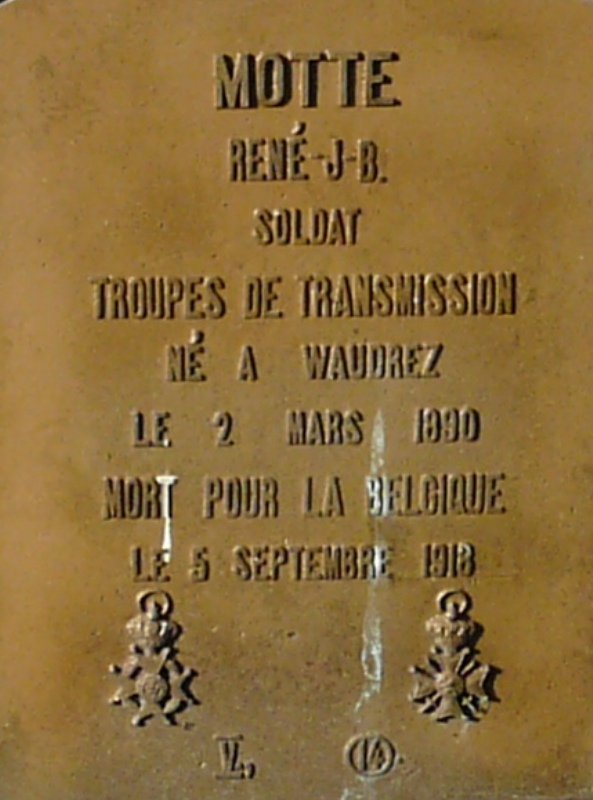 MOTTE
RENÉ-J-B.
SOLDAT
TROUPES DE TRANSMISSION
NÉ A WAUDREZ
LE 2 MARS 1890
MORT POUR LA BELGIQUE
LE 5 SEPTEMBRE 1918
V., 14.